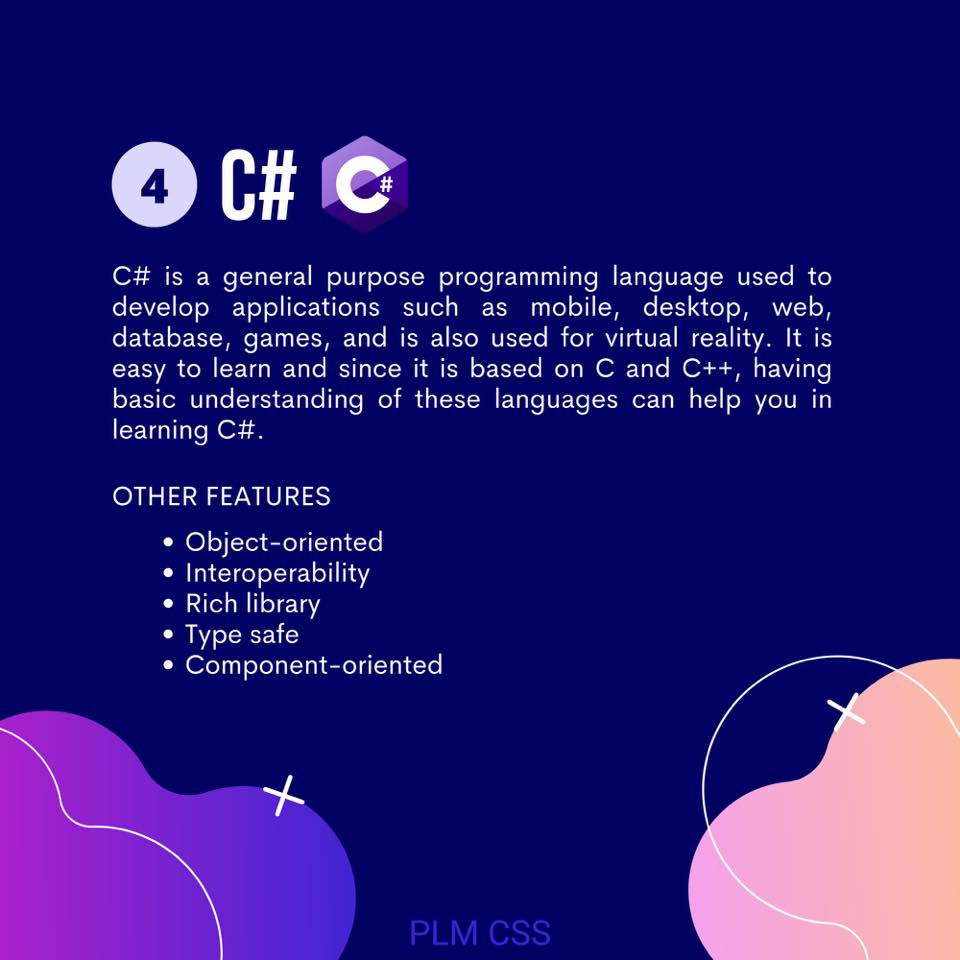 4 C# C#
C# is a general purpose programming language used to
develop applications such as mobile, desktop, web,
database, games, and is also used for virtual reality. It is
easy to learn and since it is based on C and C++, having
basic understanding of these languages can help you in
learning C#.
OTHER FEATURES
• Object-oriented
• Interoperability
• Rich library
• Type safe
• Component-oriented
PLM CSS